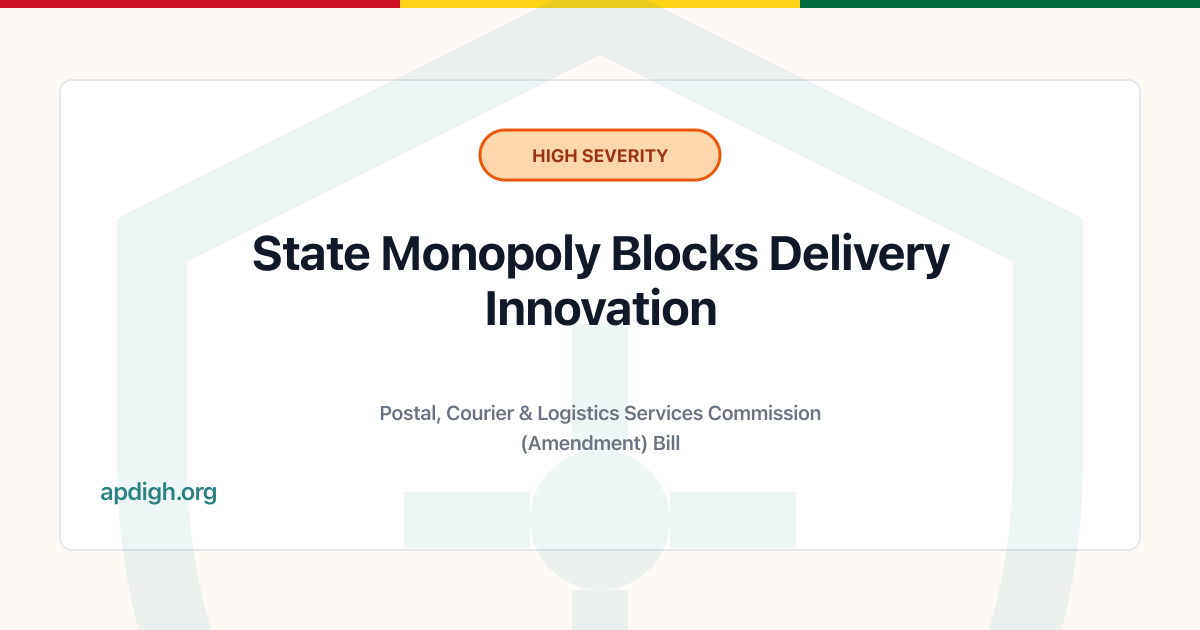 HIGH SEVERITY
State Monopoly Blocks Delivery
Innovation
Postal, Courier & Logistics Services Commission
(Amendment) Bill
apdigh.org